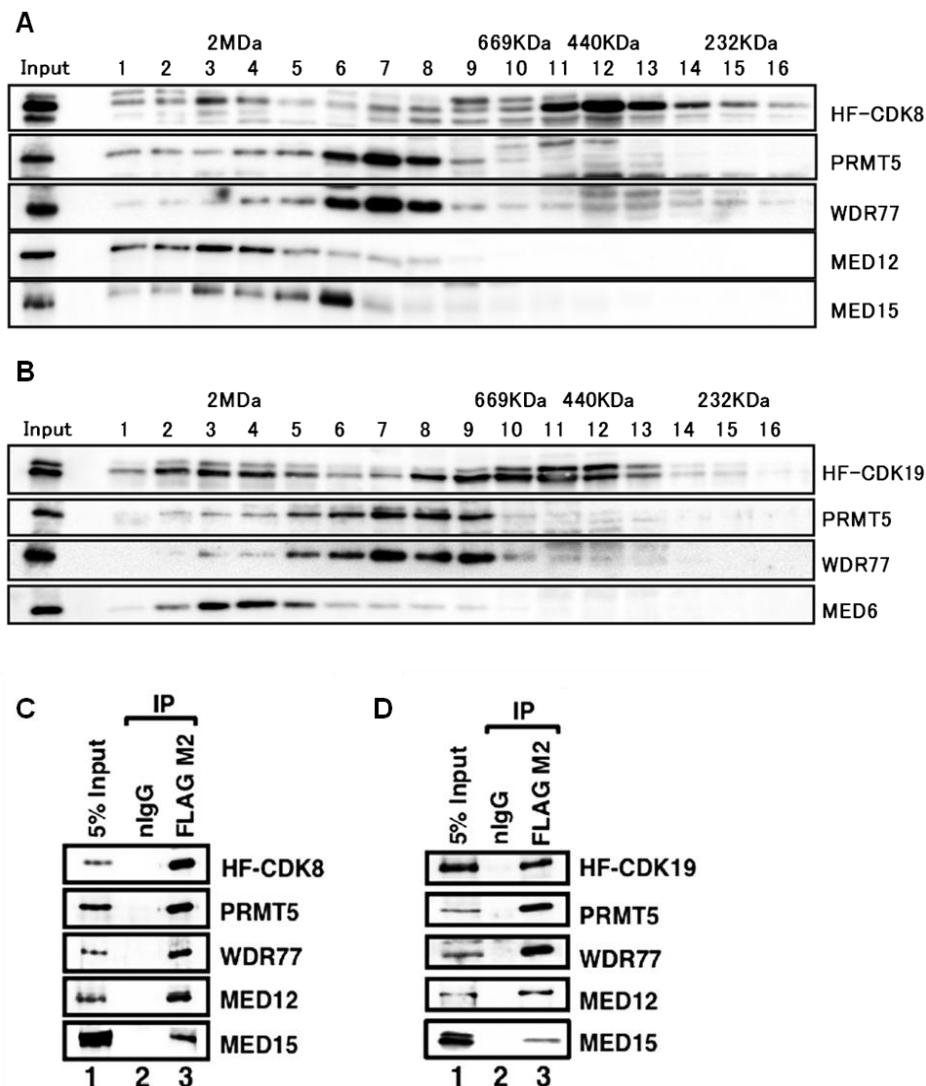 A
2MDa 669KDa 440KDa 232KDa
Input 1 2 3 4 5 6 7 8 9 10 11 12 13 14 15 16
HF-CDK8
PRMT5
WDR77
MED12
MED15
B
2MDa 669KDa 440KDa 232KDa
Input 1 2 3 4 5 6 7 8 9 10 11 12 13 14 15 16
HF-CDK19
PRMT5
WDR77
MED6
C
IP
5% Input nIgG FLAG M2
HF-CDK8
PRMT5
WDR77
MED12
MED15
1 2 3
D
IP
5% Input nIgG FLAG M2
HF-CDK19
PRMT5
WDR77
MED12
MED15
1 2 3